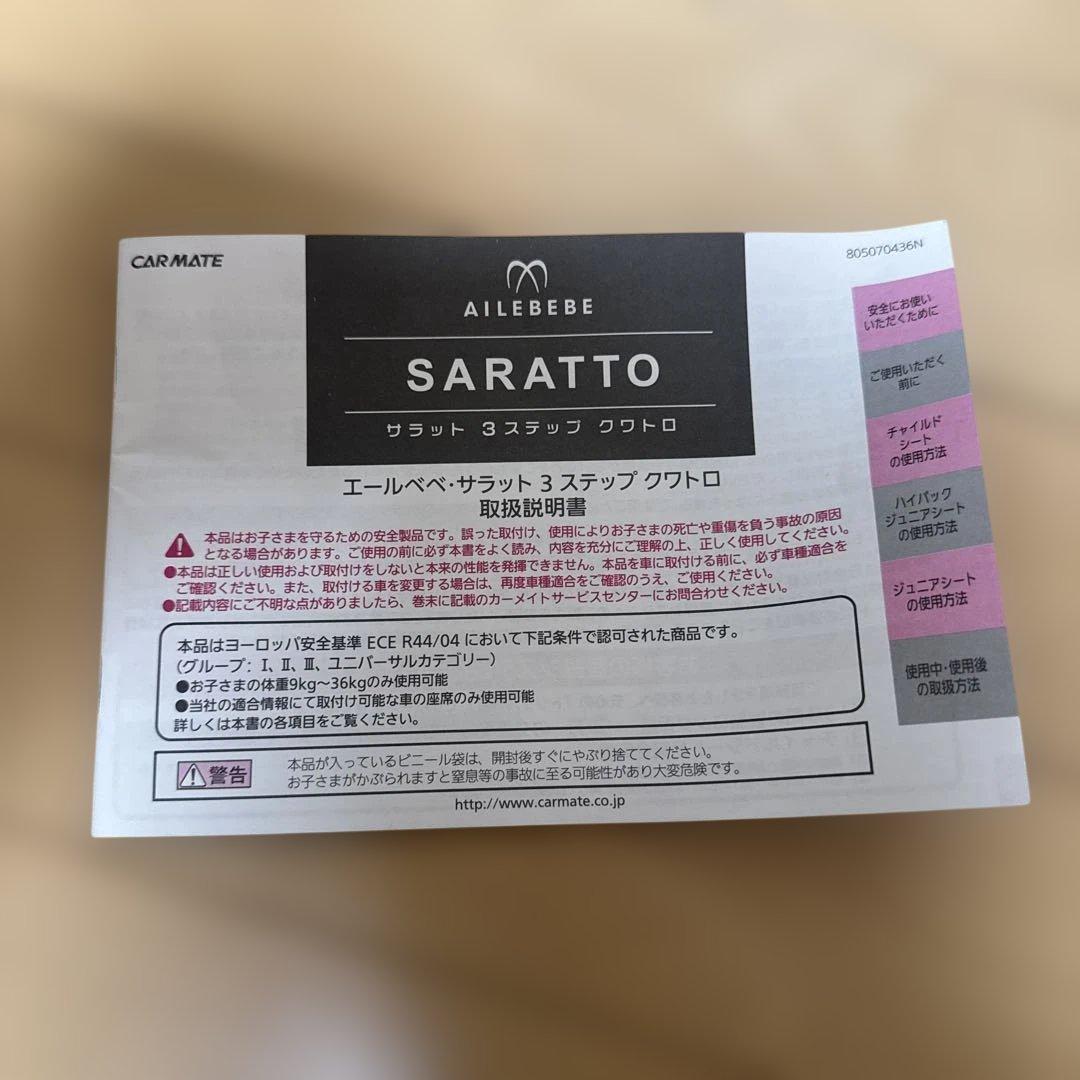 CARMATE
805070436N
AILEBEBE
SARATTO
サラット 3ステップ クワトロ
エールベベ・サラット 3 ステップ クワトロ
取扱説明書
本品はお子さまを守るための安全製品です。誤った取付け、使用によりお子さまの死亡や重傷を負う事故の原因
となる場合があります。ご使用の前に必ず本書をよく読み、内容を充分にご理解の上、正しく使用してください。
●本品は正しい使用および取付けをしないと本来の性能を発揮できません。本品を車に取付ける前に、必ず車種適合を
ご確認ください。また、取付ける車を変更する場合は、再度車種適合をご確認のうえ、ご使用ください。
●記載内容にご不明な点がありましたら、巻末に記載のカーメイトサービスセンターにお問合わせください。
本品はヨーロッパ安全基準 ECE R44/04 において下記条件で認可された商品です。
（グループ：Ⅰ、Ⅱ、Ⅲ、ユニバーサルカテゴリー）
●お子さまの体重9kg～36kgのみ使用可能
●当社の適合情報にて取付け可能な車の座席のみ使用可能
詳しくは本書の各項目をご覧ください。
警告
本品が入っているビニール袋は、開封後すぐにやぶり捨ててください。
お子さまがかぶられますと窒息等の事故に至る可能性があり大変危険です。
http://www.carmate.co.jp
安全にお使い
いただくために
ご使用いただく
前に
チャイルド
シート
の使用方法
ハイバック
ジュニアシート
の使用方法
ジュニアシート
の使用方法
使用中・使用後
の取扱方法